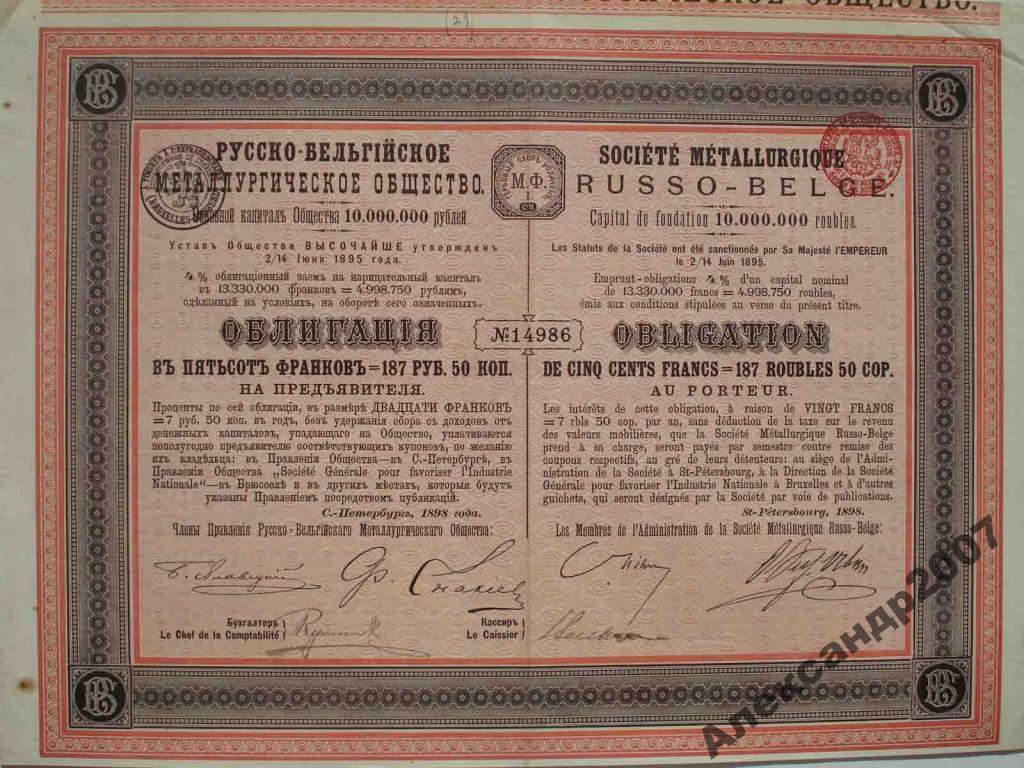 ОБЩЕСТВО.
(29)
РУССКО-БЕЛЬГІЙСКОЕ
МЕТАЛЛУРГИЧЕСКОЕ ОБЩЕСТВО.
Основной капиталъ Общества 10.000.000 рублей
Уставъ Общества ВЫСОЧАЙШЕ утвержденъ
2/14 Іюня 1895 года.
4% облигаціонный заемъ на нарицательный капиталъ
въ 13.330.000 франковъ = 4.998.750 рублямъ,
сдѣланный на условіяхъ, на оборотѣ сего означенныхъ.
ОБЛИГАЦІЯ
ВЪ ПЯТЬСОТЪ ФРАНКОВЪ = 187 РУБ. 50 КОП.
НА ПРЕДЪЯВИТЕЛЯ.
Проценты по сей облигаціи, въ размѣрѣ ДВАДЦАТИ ФРАНКОВЪ
=7 руб. 50 коп. въ годъ, безъ удержанія сбора съ доходовъ отъ
денежныхъ капиталовъ, упадающаго на Общество, уплачиваются
пополугодно предъявителю соотвѣтствующихъ купоновъ, по желанію
ихъ владѣльца: въ Правленіи Общества—въ С.-Петербургѣ, въ
Правленіи Общества „Société Générale pour favoriser l'Industrie
Nationale"—въ Брюсселѣ и въ другихъ мѣстахъ, которыя будутъ
указаны Правленіемъ посредствомъ публикацій.
С.-Петербургъ, 1898 года.
Члены Правленія Русско-Бельгійскаго Металлургическаго Общества:
Бухгалтеръ
Le Chef de la Comptabilité
Кассиръ
Le Caissier
ГЕРБОВЫЙ СБОРЪ УПЛАЧЕНЪ
М.Ф.
1
СПБ.
№14986
SOCIÉTÉ MÉTALLURGIQUE
RUSSO-BELGE.
Capital de fondation 10.000.000 roubles.
Les Statuts de la Société ont été sanctionnés par Sa Majesté l'EMPEREUR
le 2/14 Juin 1895.
Emprunt-obligations 4% d'un capital nominal
de 13.330.000 francs = 4.998.750 roubles,
émis aux conditions stipulées au verso du présent titre.
OBLIGATION
DE CINQ CENTS FRANCS = 187 ROUBLES 50 COP.
AU PORTEUR.
Les intérêts de cette obligation, à raison de VINGT FRANCS
= 7 rbls 50 cop. par an, sans déduction de la taxe sur le revenu
des valeurs mobilières, que la Société Métallurgique Russo-Belge
prend à sa charge, seront payés par semestre contre remise des
coupons respectifs, au gré de leurs détenteurs: au siège de l'Admi-
nistration de la Société à St-Pétersbourg, à la Direction de la Société
Générale pour favoriser l'Industrie Nationale à Bruxelles et à d'autres
guichets, qui seront désignés par la Société par voie de publications.
St-Pétersbourg, 1898.
Les Membres de l'Administration de la Société Métallurgique Russo-Belge:
Александр2007